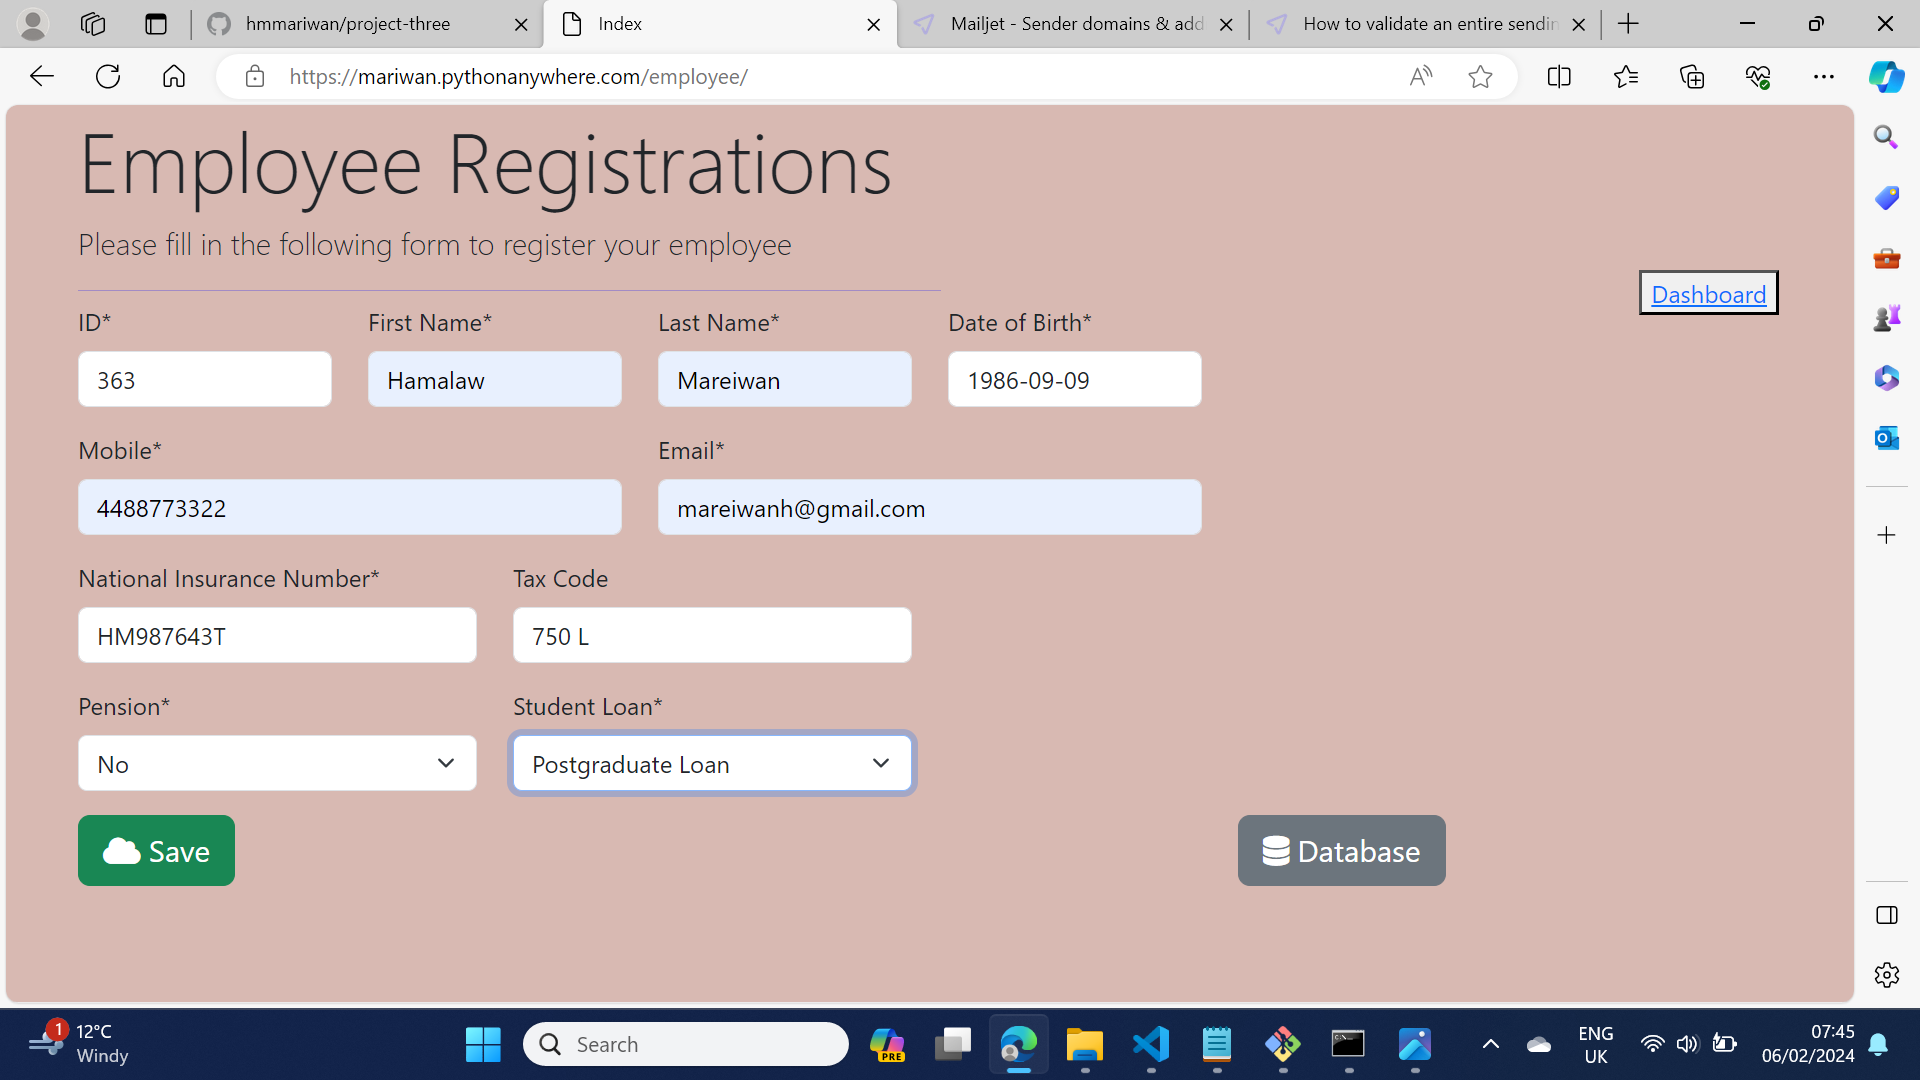 hmmariwan/project-three
Index
Mailjet - Sender domains & add
How to validate an entire sendin
https://mariwan.pythonanywhere.com/employee/
Employee Registrations
Please fill in the following form to register your employee
Dashboard
ID* First Name* Last Name* Date of Birth*
363 Hamalaw Mareiwan 1986-09-09
Mobile* Email*
4488773322 mareiwanh@gmail.com
National Insurance Number* Tax Code
HM987643T 750 L
Pension* Student Loan*
No Postgraduate Loan
Save Database
1 12°C
Windy
Search
PRE
ENG
UK
07:45
06/02/2024